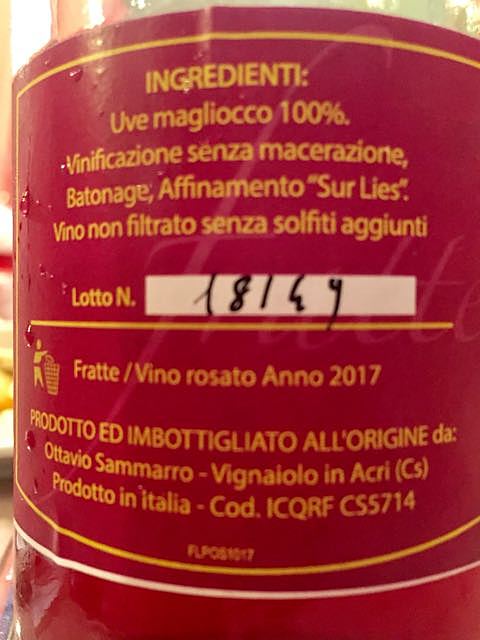 INGREDIENTI:
Uve magliocco 100%.
Vinificazione senza macerazione,
Batonage, Affinamento "Sur Lies".
Vino non filtrato senza solfiti aggiunti
Lotto N.
Fratte / Vino rosato Anno 2017
PRODOTTO ED IMBOTTIGLIATO ALL'ORIGINE da:
Ottavio Sammarro - Vignaiolo in Acri (Cs)
Prodotto in Italia - Cod. ICQRF CS5714
FLPOS1017